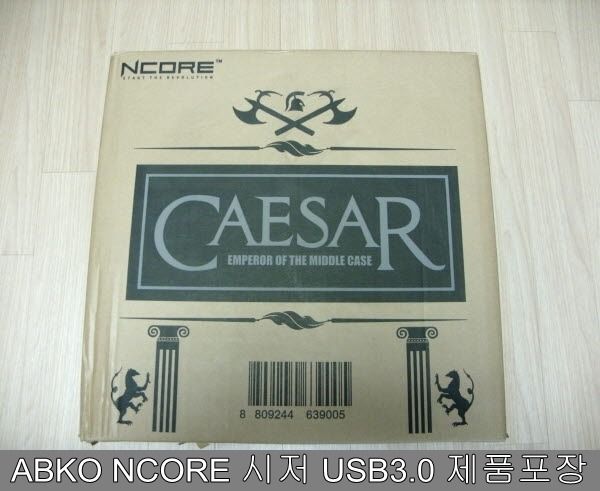 NCORE™
START THE REVOLUTION
CAESAR
EMPEROR OF THE MIDDLE CASE
8 809244 639005
ABKO NCORE 시저 USB3.0 제품포장